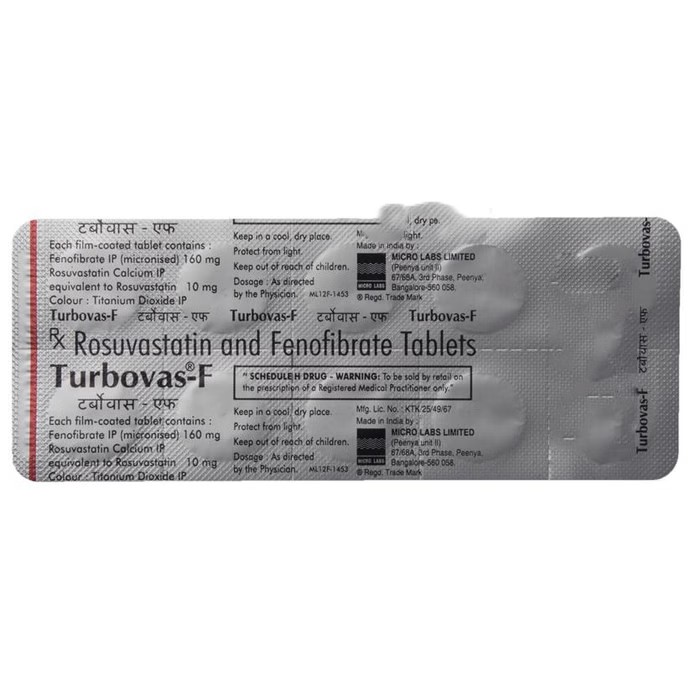 टर्बोवास - एफ
Each film-coated tablet contains :
Fenofibrate IP (micronised) 160 mg
Rosuvastatin Calcium IP
equivalent to Rosuvastatin 10 mg
Colour : Titanium Dioxide IP
Keep in a cool, dry place.
Protect from light.
Keep out of reach of children.
Dosage : As directed
by the Physician. ML12F-1453
, dry
light.
Made in India by :
MICRO LABS
MICRO LABS LIMITED
(Peenya unit II)
67/68A, 3rd Phase, Peenya,
Bangalore-560 058.
® Regd. Trade Mark
Turbovas-F टर्बोवास - एफ Turbovas-F टर्बोवास - एफ Turbovas-F
Rx Rosuvastatin and Fenofibrate Tablets
Turbovas®-F
"SCHEDULE H DRUG - WARNING: To be sold by retail on
the prescription of a Registered Medical Practitioner only."
टर्बोवास - एफ
Each film-coated tablet contains :
Fenofibrate IP (micronised) 160 mg
Rosuvastatin Calcium IP
equivalent to Rosuvastatin 10 mg
Colour : Titanium Dioxide IP
Keep in a cool, dry place.
Protect from light.
Keep out of reach of children.
Dosage : As directed
by the Physician. ML12F-1453
Mfg. Lic. No. : KTK/25/49/67
Made in India by :
MICRO LABS
MICRO LABS LIMITED
(Peenya unit II)
67/68A, 3rd Phase, Peenya,
Bangalore-560 058.
® Regd. Trade Mark
Turbovas-
टर्बोवास - एफ
Turbovas-F